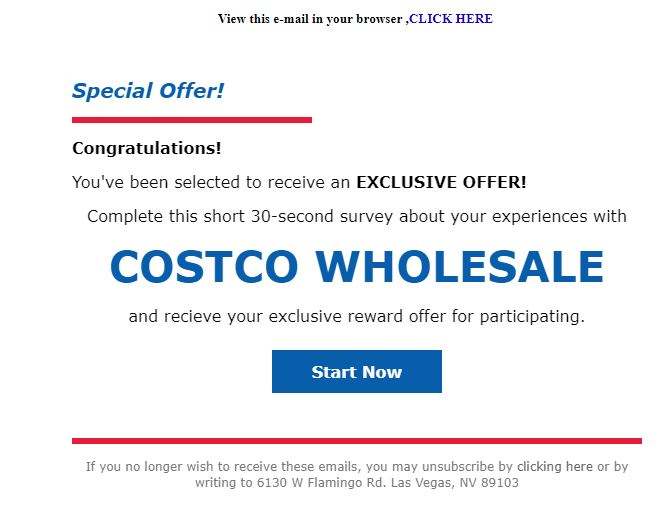 View this e-mail in your browser ,CLICK HERE
Special Offer!
Congratulations!
You've been selected to receive an EXCLUSIVE OFFER!
Complete this short 30-second survey about your experiences with
COSTCO WHOLESALE
and recieve your exclusive reward offer for participating.
Start Now
If you no longer wish to receive these emails, you may unsubscribe by clicking here or by
writing to 6130 W Flamingo Rd. Las Vegas, NV 89103